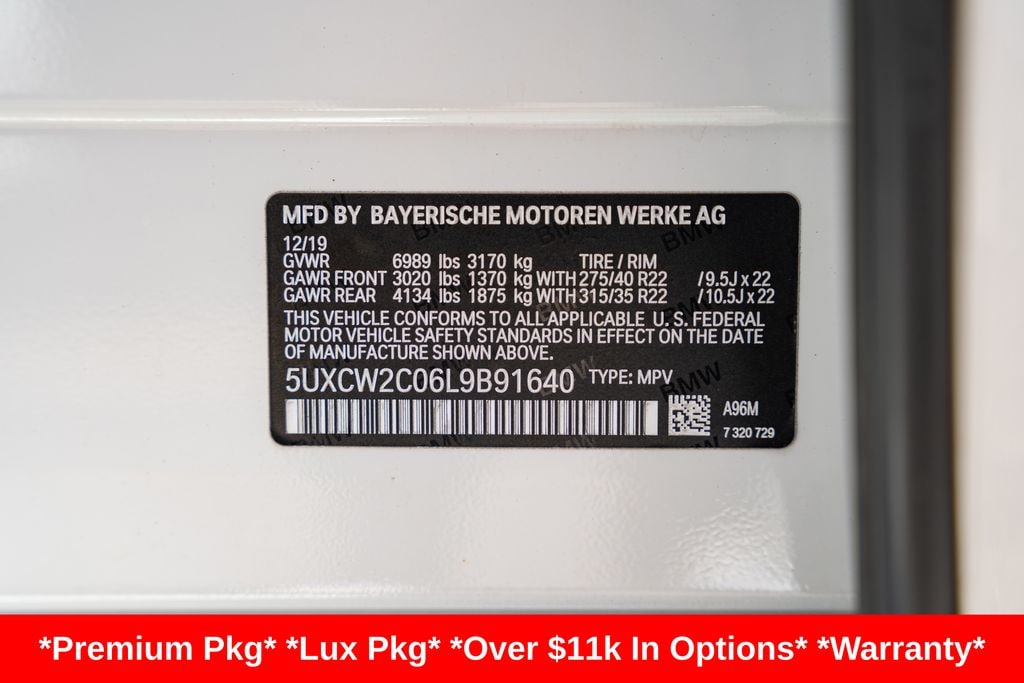 MFD BY BAYERISCHE MOTOREN WERKE AG
12/19
GVWR 6989 lbs 3170 kg TIRE / RIM
GAWR FRONT 3020 lbs 1370 kg WITH 275/40 R22 / 9.5J x 22
GAWR REAR 4134 lbs 1875 kg WITH 315/35 R22 / 10.5J x 22
THIS VEHICLE CONFORMS TO ALL APPLICABLE U. S. FEDERAL
MOTOR VEHICLE SAFETY STANDARDS IN EFFECT ON THE DATE
OF MANUFACTURE SHOWN ABOVE.
5UXCW2C06L9B91640 TYPE: MPV
A96M
7 320 729
*Premium Pkg* *Lux Pkg* *Over $11k In Options* *Warranty*